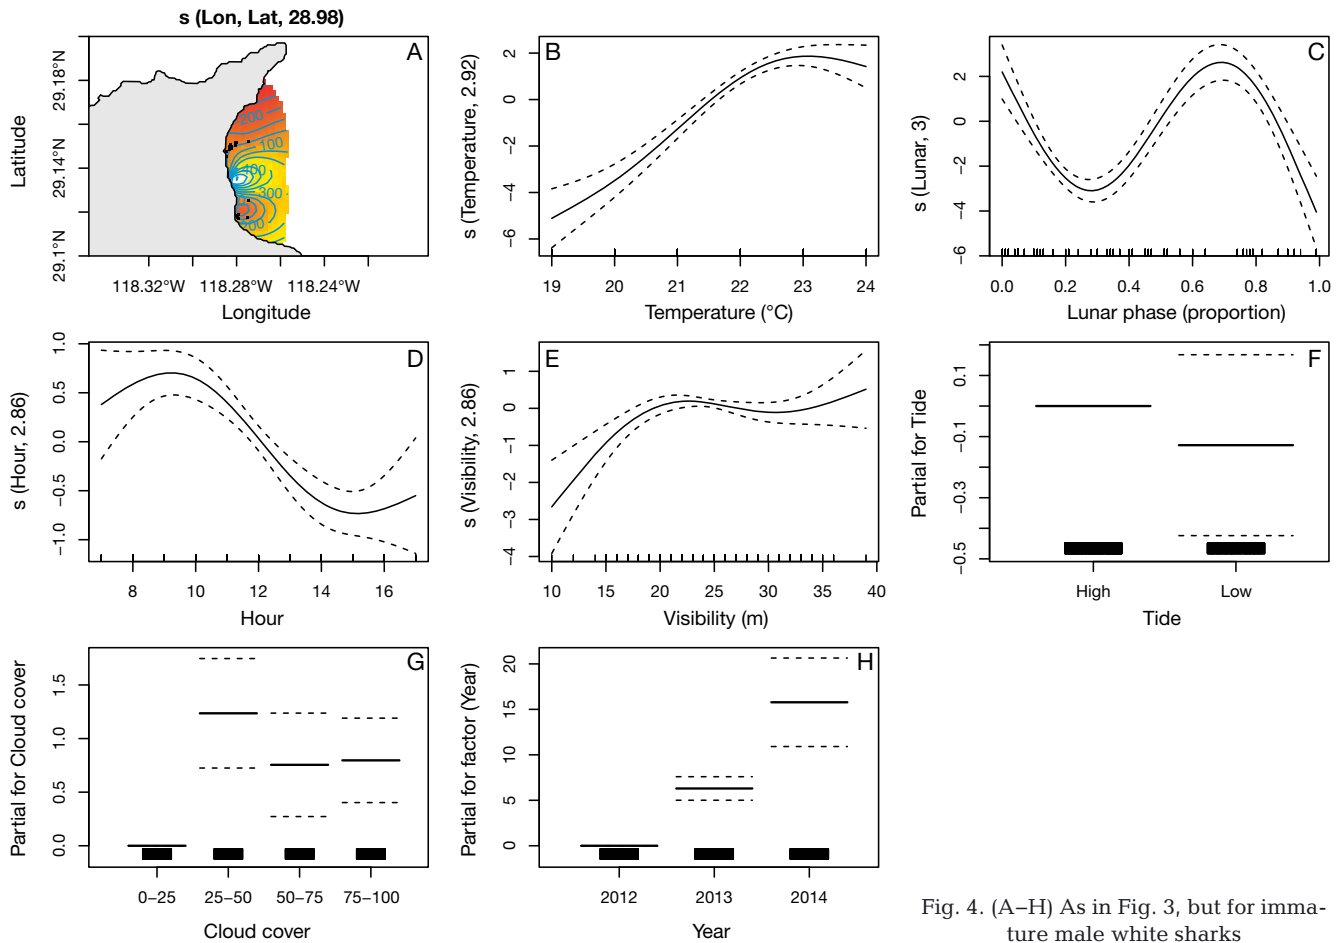 s (Lon, Lat, 28.98)
A
Latitude
29.18°N
29.14°N
29.1°N
200
100
400
300
118.32°W
118.28°W
118.24°W
Longitude
B
s (Temperature, 2.92)
2
0
−2
−4
−6
19
20
21
22
23
24
Temperature (°C)
C
s (Lunar, 3)
2
0
−2
−4
−6
0.0
0.2
0.4
0.6
0.8
1.0
Lunar phase (proportion)
D
s (Hour, 2.86)
1.0
0.5
0.0
−0.5
−1.0
8
10
12
14
16
Hour
E
s (Visibility, 2.86)
1
0
−1
−2
−3
−4
10
15
20
25
30
35
40
Visibility (m)
F
Partial for Tide
0.1
−0.1
−0.3
−0.5
High
Low
Tide
G
Partial for Cloud cover
1.5
1.0
0.5
0.0
0–25
25–50
50–75
75–100
Cloud cover
H
Partial for factor (Year)
20
15
10
5
0
2012
2013
2014
Year
Fig. 4. (A–H) As in Fig. 3, but for imma-
ture male white sharks